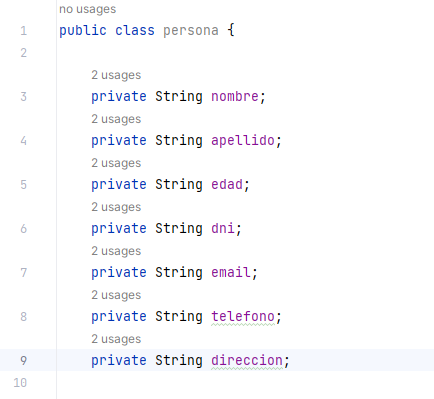 no usages
1 public class persona {
2
2 usages
3 private String nombre;
2 usages
4 private String apellido;
2 usages
5 private String edad;
2 usages
6 private String dni;
2 usages
7 private String email;
2 usages
8 private String telefono;
2 usages
9 private String direccion;
10